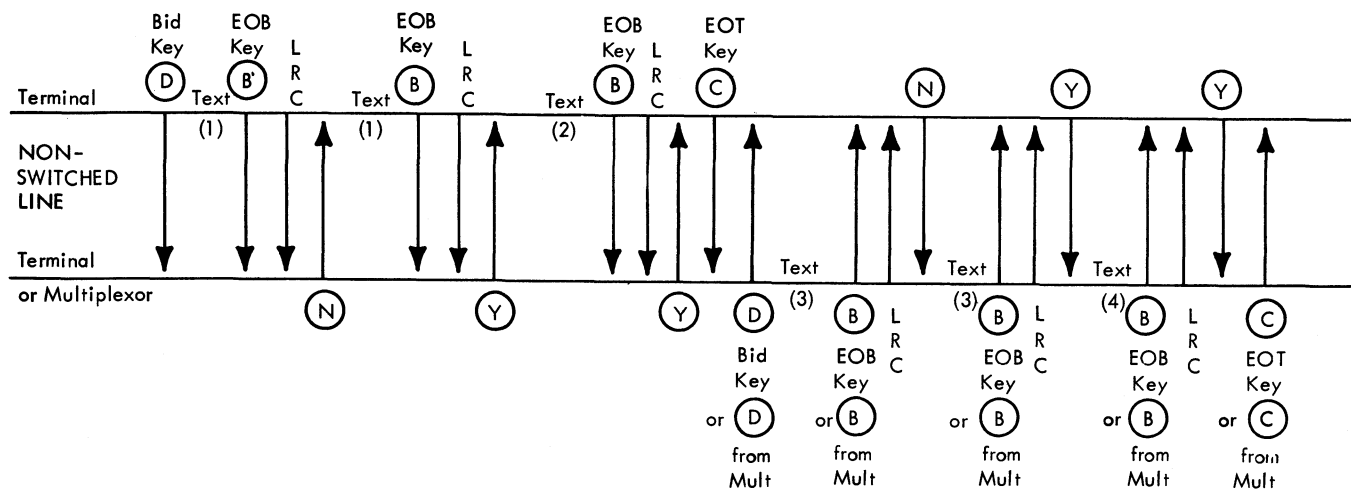 Bid Key D
EOB Key B'
L R C
EOB Key B
L R C
EOB Key B
L R C
EOT Key C
N
Y
Y
Terminal
Text (1)
Text (1)
Text (2)
NON-
SWITCHED
LINE
Terminal
or Multiplexor
N
Y
Y
D Bid Key or D from Mult
Text (3)
B EOB Key or B from Mult
L R C
Text (3)
B EOB Key or B from Mult
L R C
Text (4)
B EOB Key or B from Mult
L R C
C EOT Key or C from Mult